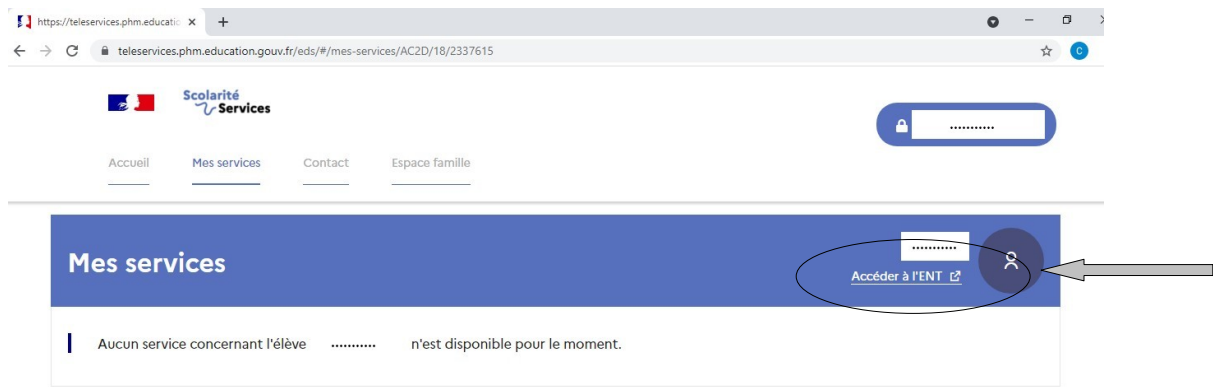 https://teleservices.phm.educatio
teleservices.phm.education.gouv.fr/eds/#/mes-services/AC2D/18/2337615
C
Scolarité
Services
...........
Accueil Mes services Contact Espace famille
...........
Mes services
Accéder à l'ENT
Aucun service concernant l'élève ........... n'est disponible pour le moment.